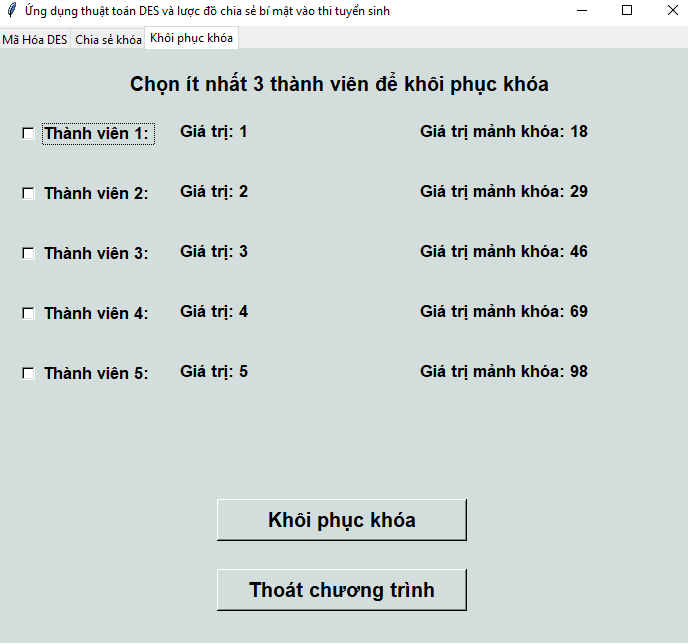 Ứng dụng thuật toán DES và lược đồ chia sẻ bí mật vào thi tuyển sinh
Mã Hóa DES Chia sẻ khóa Khôi phục khóa
Chọn ít nhất 3 thành viên để khôi phục khóa
Thành viên 1: Giá trị: 1 Giá trị mảnh khóa: 18
Thành viên 2: Giá trị: 2 Giá trị mảnh khóa: 29
Thành viên 3: Giá trị: 3 Giá trị mảnh khóa: 46
Thành viên 4: Giá trị: 4 Giá trị mảnh khóa: 69
Thành viên 5: Giá trị: 5 Giá trị mảnh khóa: 98
Khôi phục khóa
Thoát chương trình